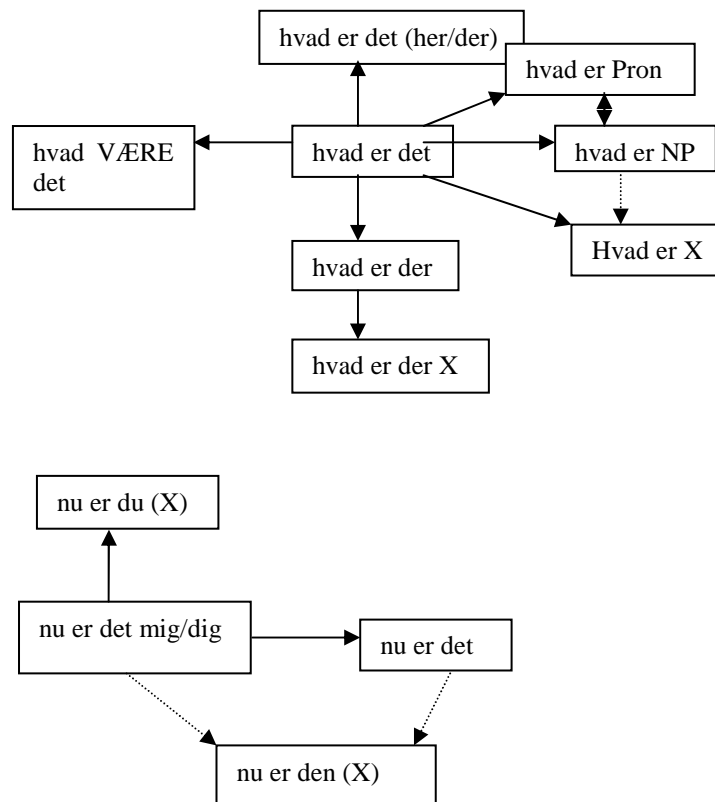 hvad er det (her/der)
hvad er Pron
hvad VÆRE
det
hvad er det
hvad er NP
hvad er der
Hvad er X
hvad er der X
nu er du (X)
nu er det mig/dig
nu er det
nu er den (X)